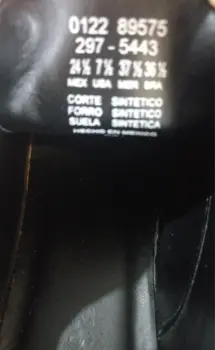 0122 89575
297-5443
24 ½ 7 ½ 37 ½ 36 ½
MEX USA MER BRA
CORTE SINTETICO
FORRO SINTETICO
SUELA SINTETICA
HECHO EN MEXICO